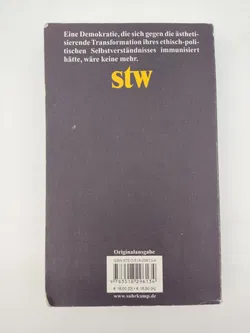 Eine Demokratie, die sich gegen die ästheti-
sierende Transformation ihres ethisch-poli-
tischen Selbstverständnisses immunisiert
hätte, wäre keine mehr.
stw
Originalausgabe
www.suhrkamp.de